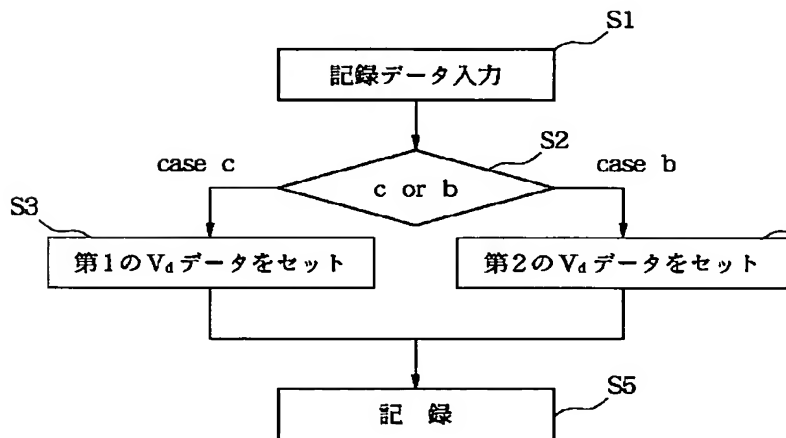 S1
記録データ入力
S2
case c
case b
c or b
S3
第1のVdデータをセット
第2のVdデータをセット
S5
記 録